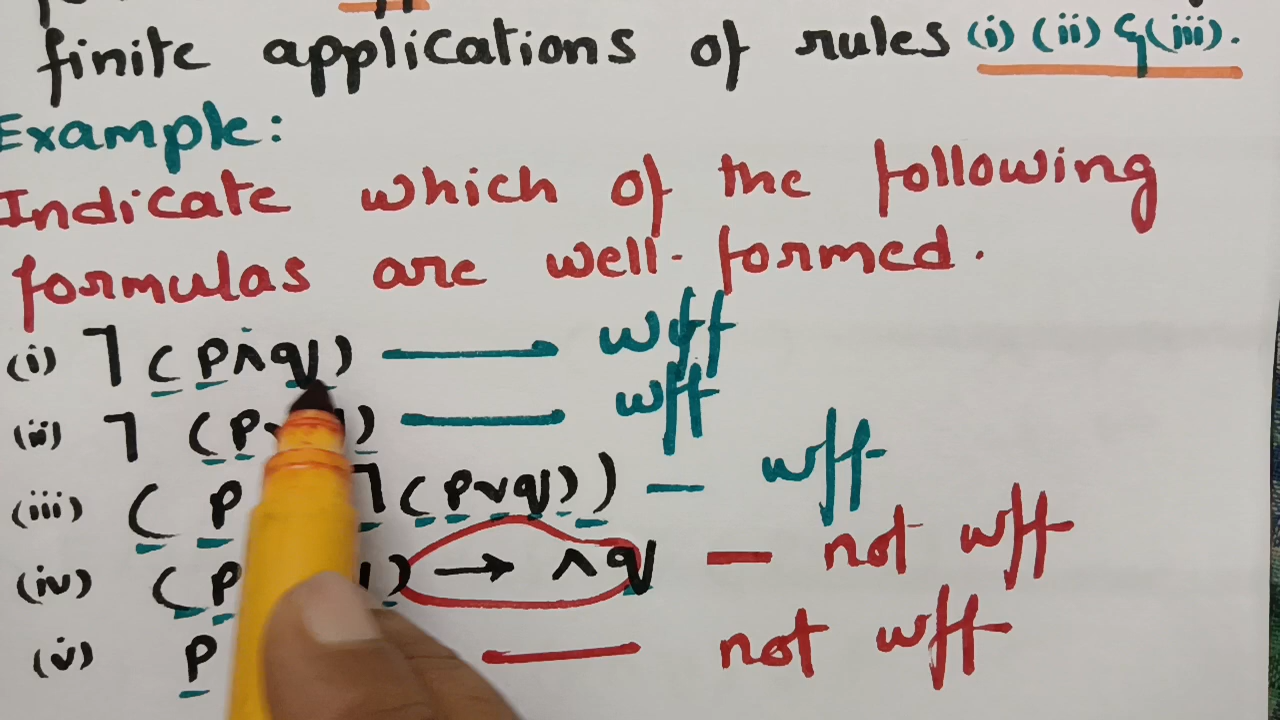 finite applications of rules (i) (ii) & (iii).
Example:
Indicate which of the following
formulas are well-formed.
(i) ¬(p∧q) — wff
(ii) ¬(p ) — wff
(iii) (p ¬(p∨q)) — wff
(iv) (p ) → ∧q — not wff
(v) p — not wff